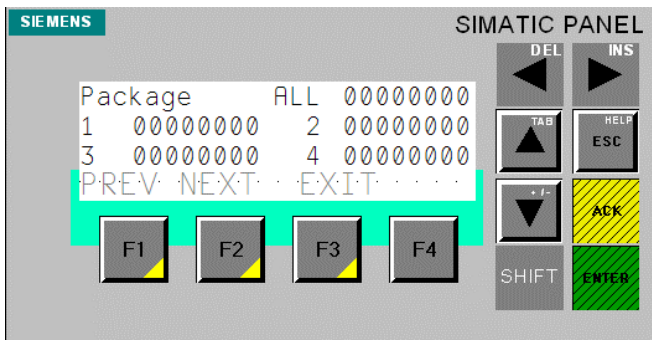 SIEMENS
SIMATIC PANEL
DEL INS
Package ALL 00000000
1 00000000 2 00000000
3 00000000 4 00000000
PREV NEXT EXIT
TAB HELP
ESC
+ /-
ACK
F1 F2 F3 F4
SHIFT ENTER